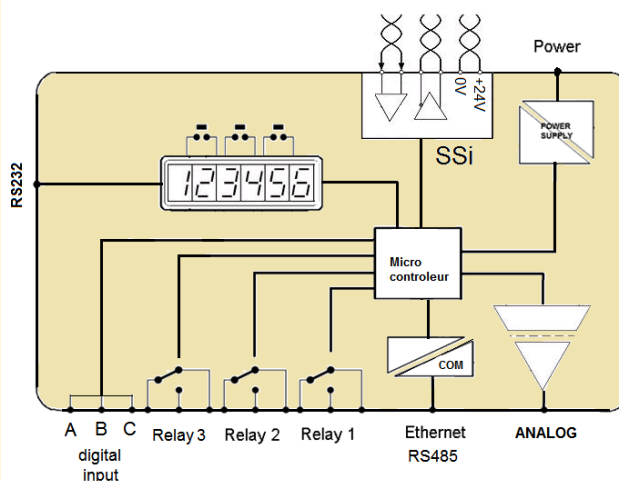 Power
0V
+24V
POWER
SUPPLY
SSi
RS232
123456
Micro
controleur
COM
A B C
digital
input
Relay 3
Relay 2
Relay 1
Ethernet
RS485
ANALOG